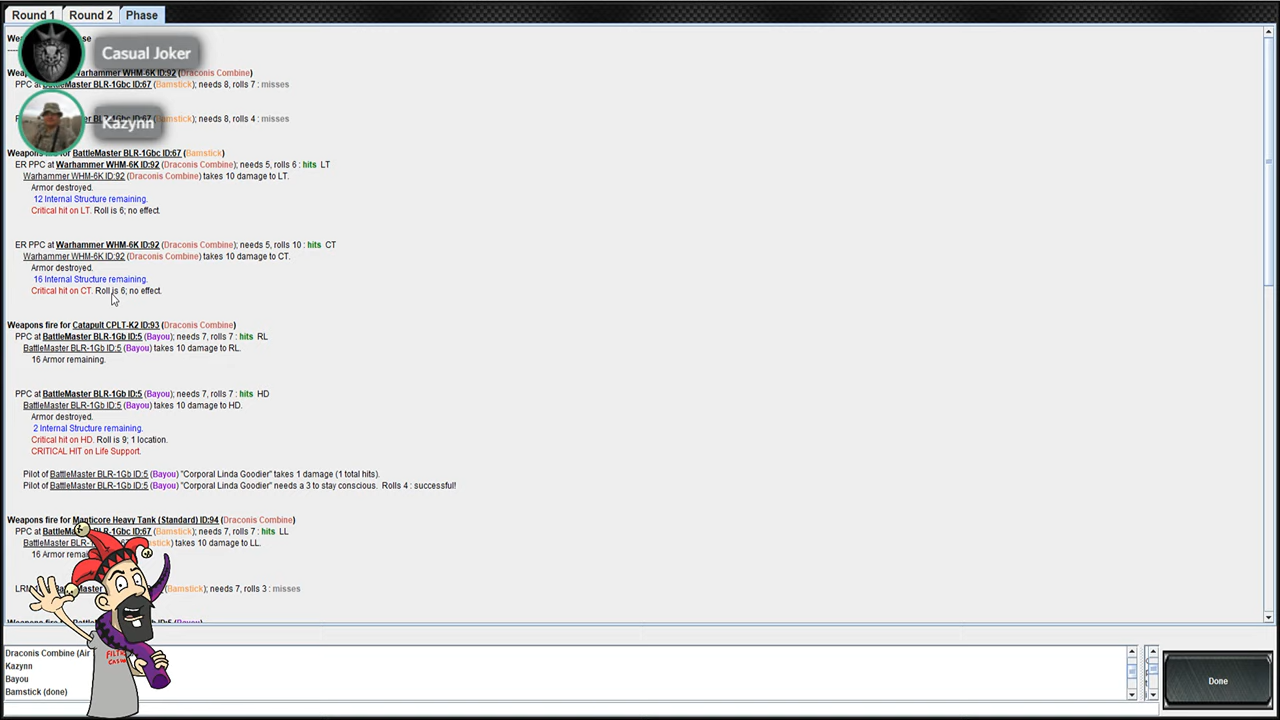 Round 1 Round 2 Phase
Casual Joker
Warhammer WHM-6K ID:92 (Draconis Combine)
PPC at BattleMaster BLR-1Gbc ID:67 (Bamstick); needs 8, rolls 7 : misses
Kazynn
needs 8, rolls 4 : misses
Weapons fire for BattleMaster BLR-1Gbc ID:67 (Bamstick)
ER PPC at Warhammer WHM-6K ID:92 (Draconis Combine); needs 5, rolls 6 : hits LT
Warhammer WHM-6K ID:92 (Draconis Combine) takes 10 damage to LT.
Armor destroyed.
12 Internal Structure remaining.
Critical hit on LT. Roll is 6; no effect.
ER PPC at Warhammer WHM-6K ID:92 (Draconis Combine); needs 5, rolls 10 : hits CT
Warhammer WHM-6K ID:92 (Draconis Combine) takes 10 damage to CT.
Armor destroyed.
16 Internal Structure remaining.
Critical hit on CT. Roll is 6; no effect.
Weapons fire for Catapult CPLT-K2 ID:93 (Draconis Combine)
PPC at BattleMaster BLR-1Gb ID:5 (Bayou); needs 7, rolls 7 : hits RL
BattleMaster BLR-1Gb ID:5 (Bayou) takes 10 damage to RL.
16 Armor remaining.
PPC at BattleMaster BLR-1Gb ID:5 (Bayou); needs 7, rolls 7 : hits HD
BattleMaster BLR-1Gb ID:5 (Bayou) takes 10 damage to HD.
Armor destroyed.
2 Internal Structure remaining.
Critical hit on HD. Roll is 9; 1 location.
CRITICAL HIT on Life Support.
Pilot of BattleMaster BLR-1Gb ID:5 (Bayou) "Corporal Linda Goodier" takes 1 damage (1 total hits).
Pilot of BattleMaster BLR-1Gb ID:5 (Bayou) "Corporal Linda Goodier" needs a 3 to stay conscious. Rolls 4 : successful!
Weapons fire for Manticore Heavy Tank (Standard) ID:94 (Draconis Combine)
PPC at BLR-1Gbc ID:67 (Bamstick); needs 7, rolls 7 : hits LL
takes 10 damage to LL.
16 Armor
(Bamstick); needs 7, rolls 3 : misses
Draconis Combine
Kazynn
Bayou
Bamstick (done)
Done